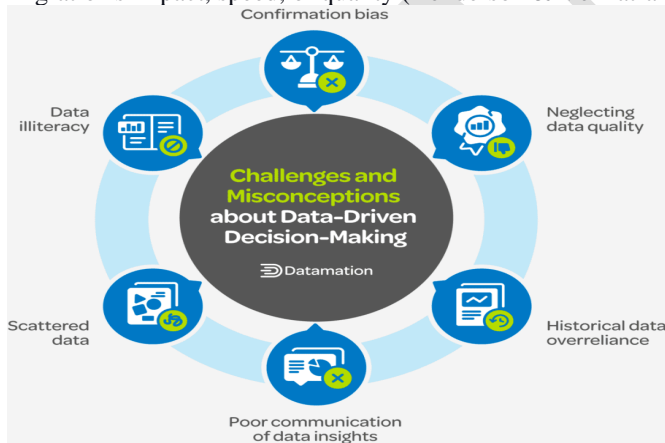 Confirmation bias
Data
illiteracy
Neglecting
data quality
Challenges and
Misconceptions
about Data-Driven
Decision-Making
Datamation
Scattered
data
Historical data
overreliance
Poor communication
of data insights